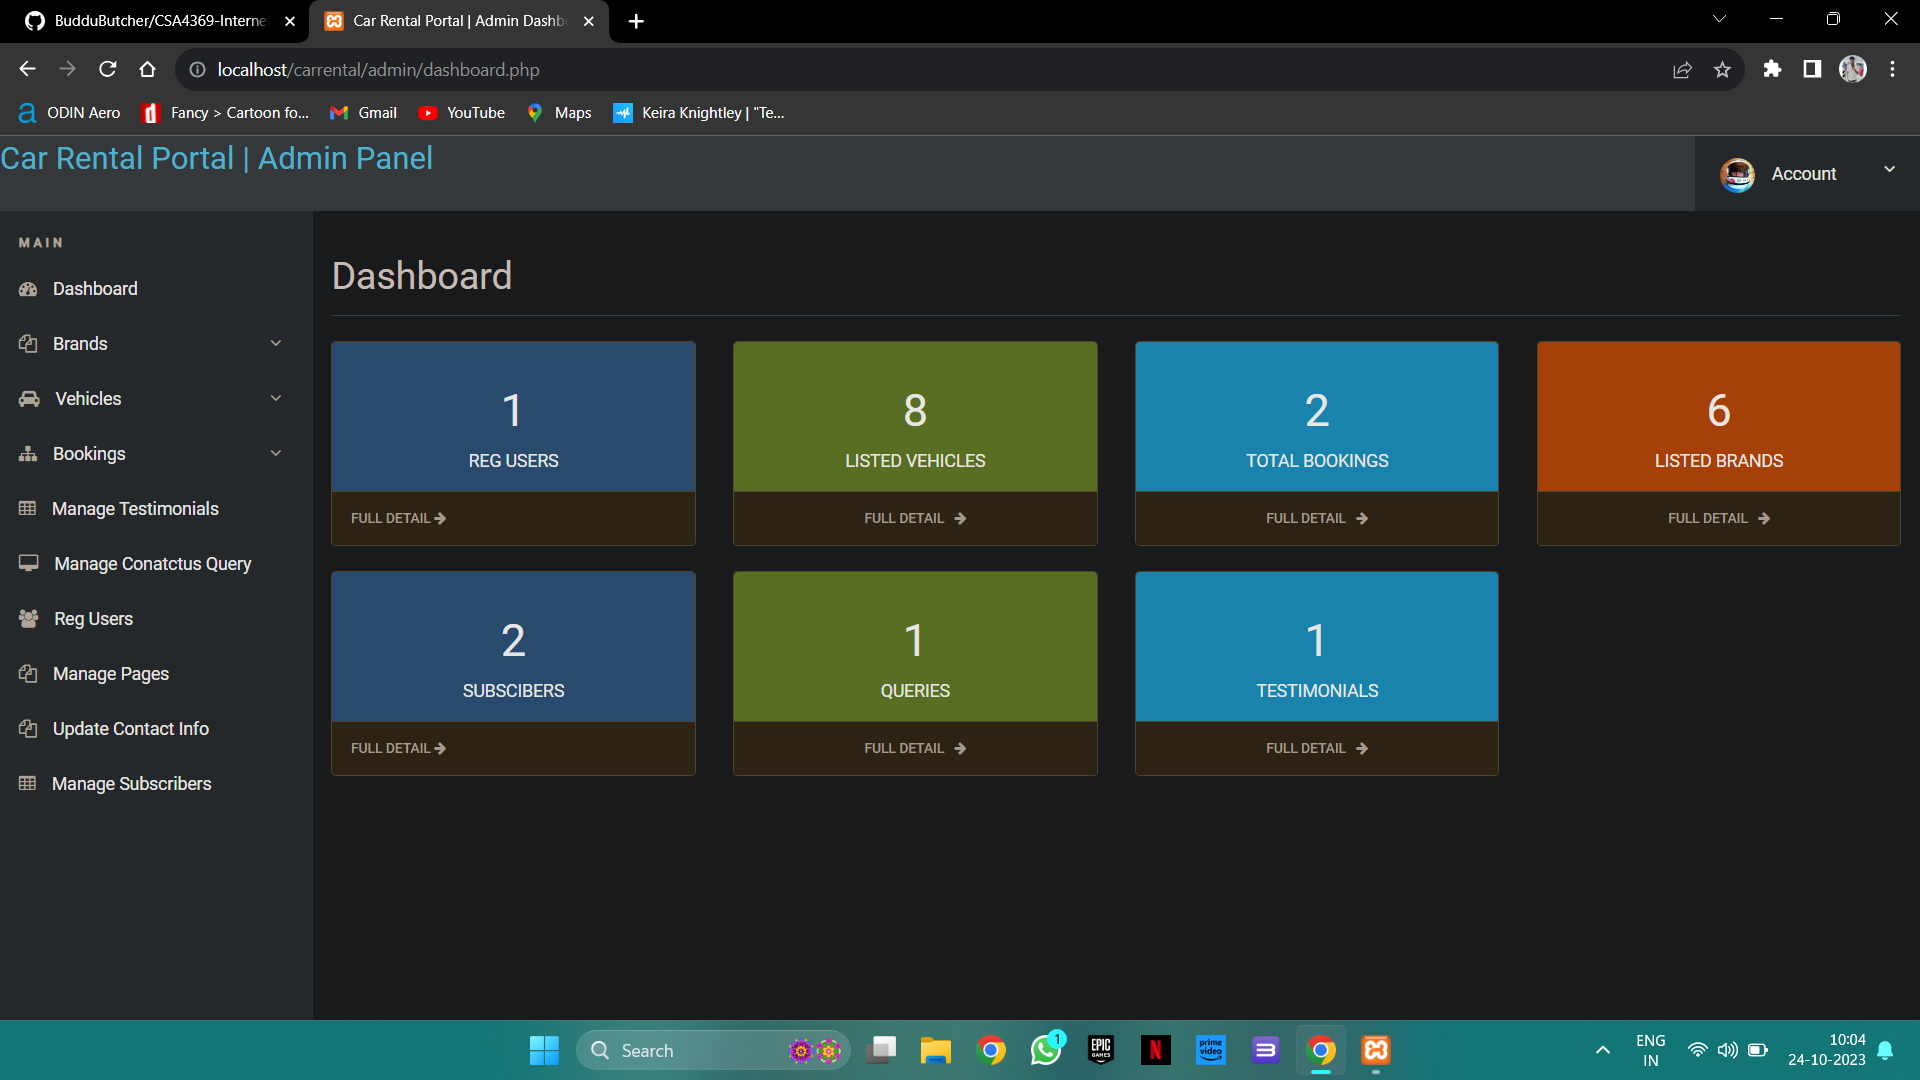 BudduButcher/CSA4369-Interne
Car Rental Portal | Admin Dashb
localhost/carrental/admin/dashboard.php
ODIN Aero
Fancy > Cartoon fo...
Gmail
YouTube
Maps
Keira Knightley | "Te...
Car Rental Portal | Admin Panel
Account
MAIN
Dashboard
Brands
Vehicles
Bookings
Manage Testimonials
Manage Conatctus Query
Reg Users
Manage Pages
Update Contact Info
Manage Subscribers
Dashboard
1
REG USERS
FULL DETAIL
8
LISTED VEHICLES
FULL DETAIL
2
TOTAL BOOKINGS
FULL DETAIL
6
LISTED BRANDS
FULL DETAIL
2
SUBSCIBERS
FULL DETAIL
1
QUERIES
FULL DETAIL
1
TESTIMONIALS
FULL DETAIL
Search
1
EPIC
GAMES
N
prime
video
ENG
IN
10:04
24-10-2023